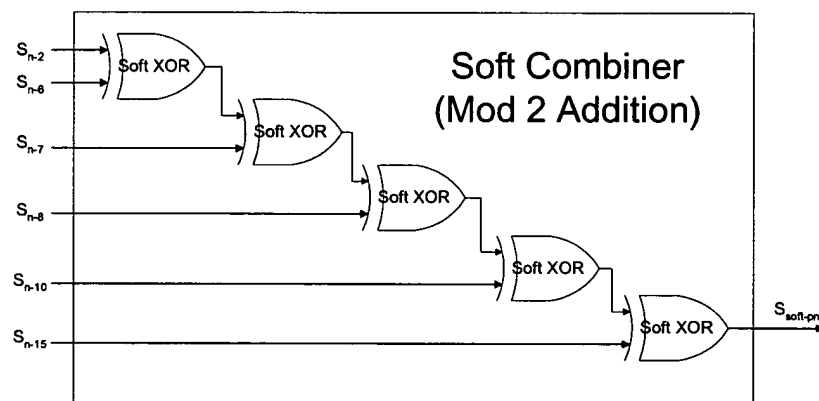 Soft Combiner
(Mod 2 Addition)
Sn-2
Sn-6
Soft XOR
Sn-7
Soft XOR
Sn-8
Soft XOR
Sn-10
Soft XOR
Sn-15
Soft XOR
Ssoft-pn